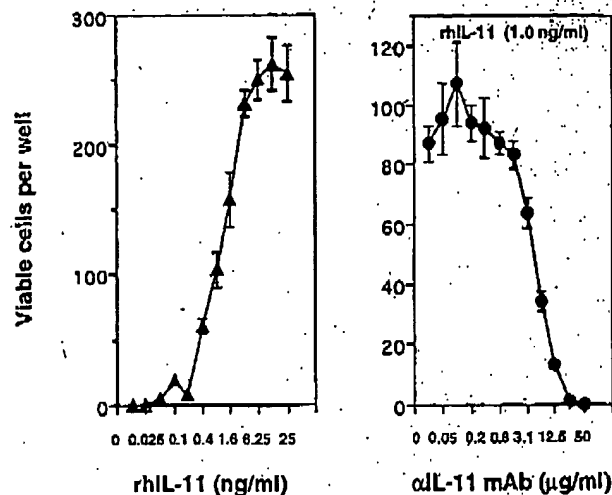 Viable cells per well
300
200
100
0
0 0.025 0.1 0.4 1.6 6.25 25
rhIL-11 (ng/ml)
rhIL-11 (1.0 ng/ml)
120
100
80
60
40
20
0
0 0.05 0.2 0.8 3.1 12.5 50
αIL-11 mAb (μg/ml)